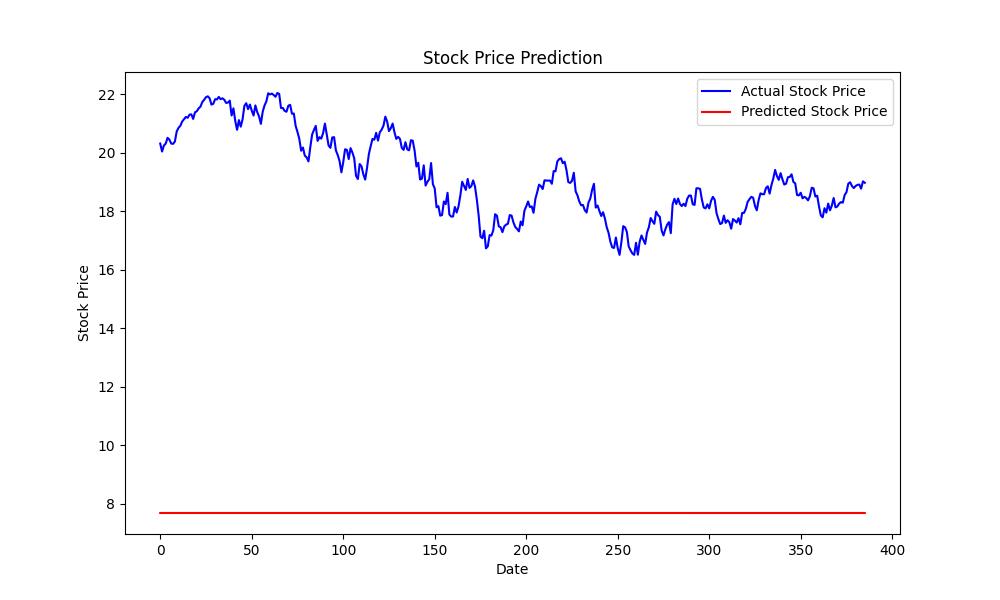 Stock Price Prediction
Actual Stock Price
Predicted Stock Price
Stock Price
22
20
18
16
14
12
10
8
0 50 100 150 200 250 300 350 400
Date